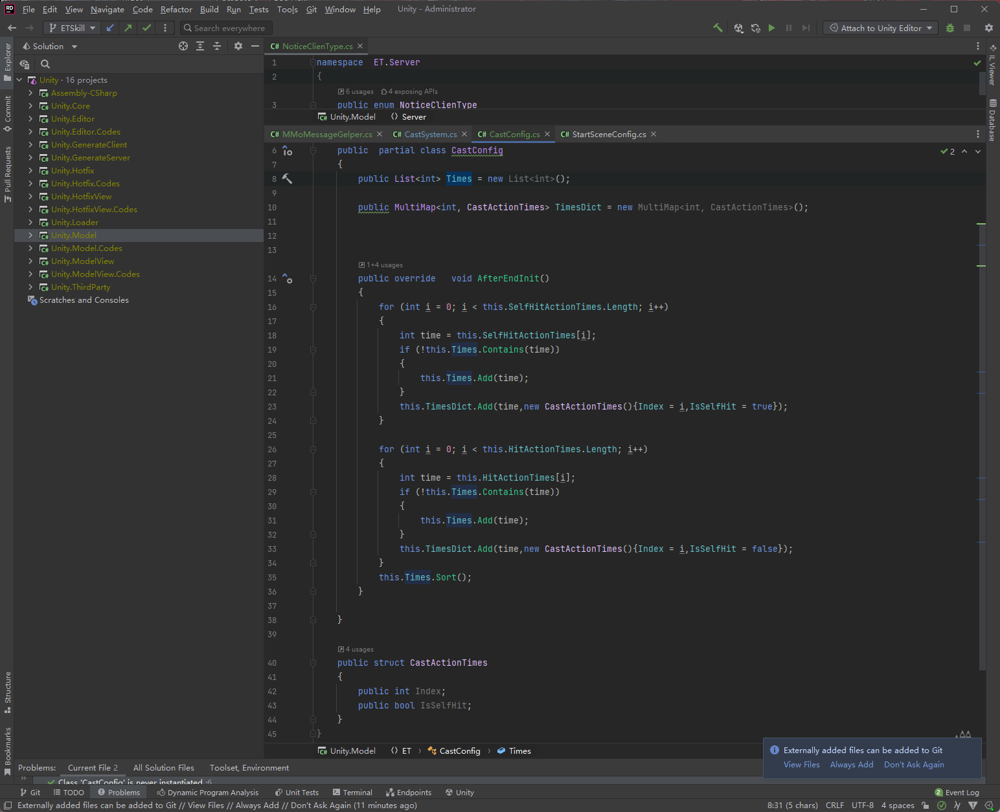 File Edit View Navigate Code Refactor Build Run Tests Tools Git Window Help Unity - Administrator
ETSkill Search everywhere Attach to Unity Editor
Solution
Explorer
Commit
Pull Requests
Structure
Bookmarks
Unity · 16 projects
Assembly-CSharp
Unity.Core
Unity.Editor
Unity.Editor.Codes
Unity.GenerateClient
Unity.GenerateServer
Unity.Hotfix
Unity.Hotfix.Codes
Unity.HotfixView
Unity.HotfixView.Codes
Unity.Loader
Unity.Model
Unity.Model.Codes
Unity.ModelView
Unity.ModelView.Codes
Unity.ThirdParty
Scratches and Consoles
C# NoticeClienType.cs
1 namespace ET.Server
2 {
6 usages 4 exposing APIs
3 public enum NoticeClienType
Unity.Model Server
C# MMoMessageGelper.cs C# CastSystem.cs C# CastConfig.cs C# StartSceneConfig.cs
6 public partial class CastConfig
2
7 {
8 public List<int> Times = new List<int>();
9
10 public MultiMap<int, CastActionTimes> TimesDict = new MultiMap<int, CastActionTimes>();
11
12
13
1+4 usages
14 public override void AfterEndInit()
15 {
16 for (int i = 0; i < this.SelfHitActionTimes.Length; i++)
17 {
18 int time = this.SelfHitActionTimes[i];
19 if (!this.Times.Contains(time))
20 {
21 this.Times.Add(time);
22 }
23 this.TimesDict.Add(time,new CastActionTimes(){Index = i,IsSelfHit = true});
24 }
25
26 for (int i = 0; i < this.HitActionTimes.Length; i++)
27 {
28 int time = this.HitActionTimes[i];
29 if (!this.Times.Contains(time))
30 {
31 this.Times.Add(time);
32 }
33 this.TimesDict.Add(time,new CastActionTimes(){Index = i,IsSelfHit = false});
34 }
35 this.Times.Sort();
36 }
37
38 }
39
4 usages
40 public struct CastActionTimes
41 {
42 public int Index;
43 public bool IsSelfHit;
44 }
45 }
Unity.Model ET › CastConfig › Times
IL Viewer
Database
Externally added files can be added to Git
View Files Always Add Don't Ask Again
Problems: Current File 2 All Solution Files Toolset, Environment
Class 'CastConfig' is never instantiated :6
Git TODO Problems Dynamic Program Analysis Unit Tests Terminal Endpoints Unity 2 Event Log
Externally added files can be added to Git // View Files // Always Add // Don't Ask Again (11 minutes ago) 8:31 (5 chars) CRLF UTF-8 4 spaces